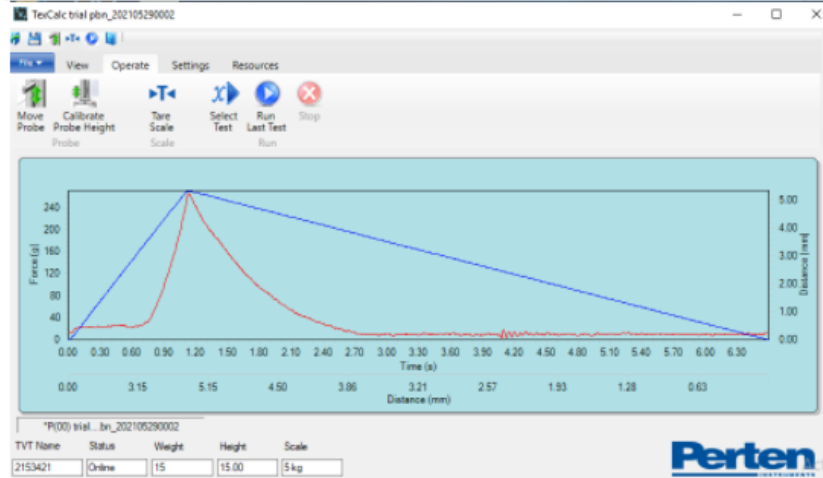 TexCalc trial pbn_202105290002
File View Operate Settings Resources
Move Probe Calibrate Probe Height Tare Scale Select Test Run Last Test Stop
Probe Scale Run
Force (g)
240
200
160
120
80
40
0
5.00
4.00
3.00
2.00
1.00
0.00
Distance (mm)
0.00 0.30 0.60 0.90 1.20 1.50 1.80 2.10 2.40 2.70 3.00 3.30 3.60 3.90 4.20 4.50 4.80 5.10 5.40 5.70 6.00 6.30
Time (s)
0.00 3.15 5.15 4.50 3.86 3.21 2.57 1.93 1.28 0.63
Distance (mm)
*P(00) trial....bn_202105290002
TVT Name Status Weight Height Scale
2153421 Online 15 15.00 5 kg
Perten